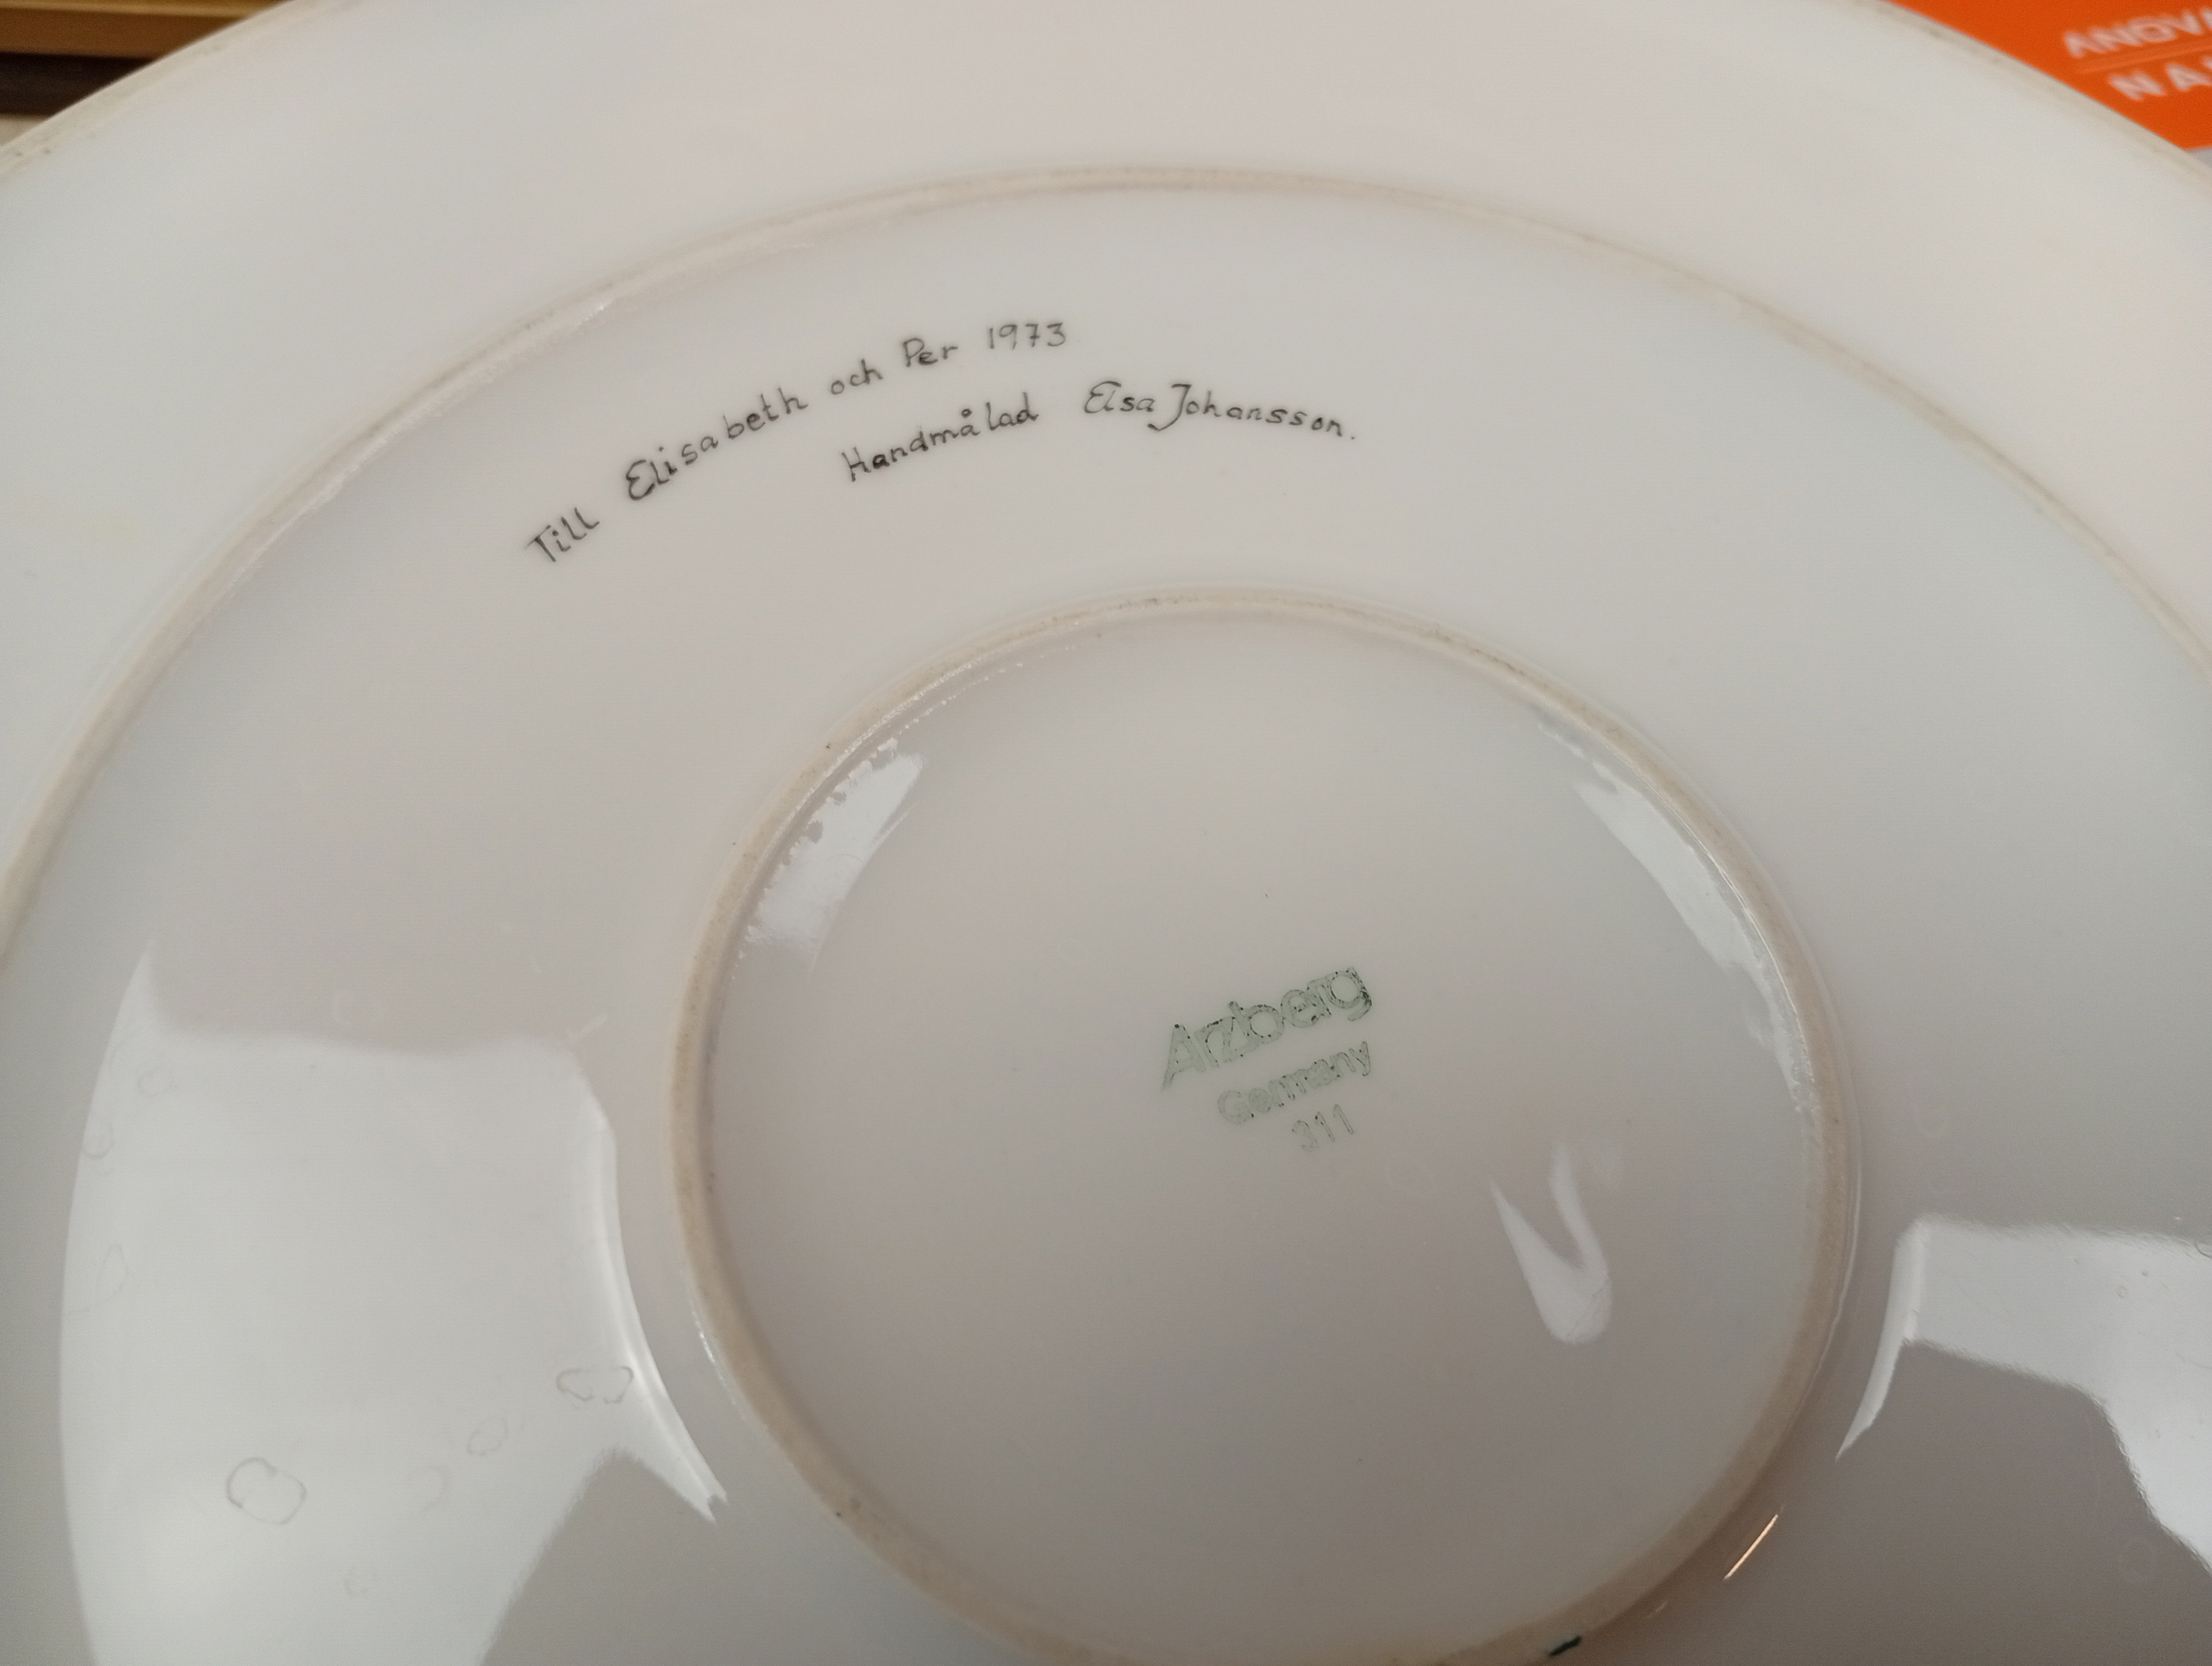 Till Elisabeth och Per 1973
Handmålad Elsa Johansson.
Arzberg
Germany
311